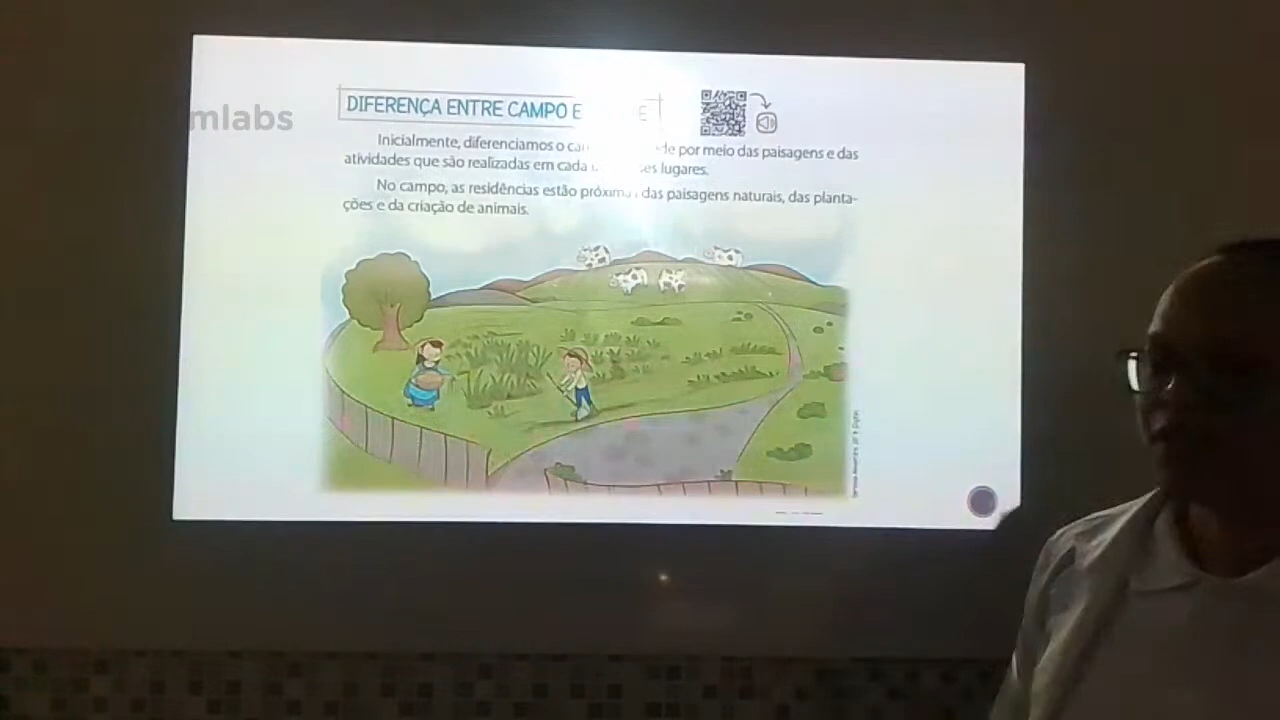 mlabs
DIFERENÇA ENTRE CAMPO E
Inicialmente, diferenciamos o por meio das paisagens e das
atividades que são realizadas em cada lugares.
No campo, as residências estão das paisagens naturais, das planta-
ções e da criação de animais.